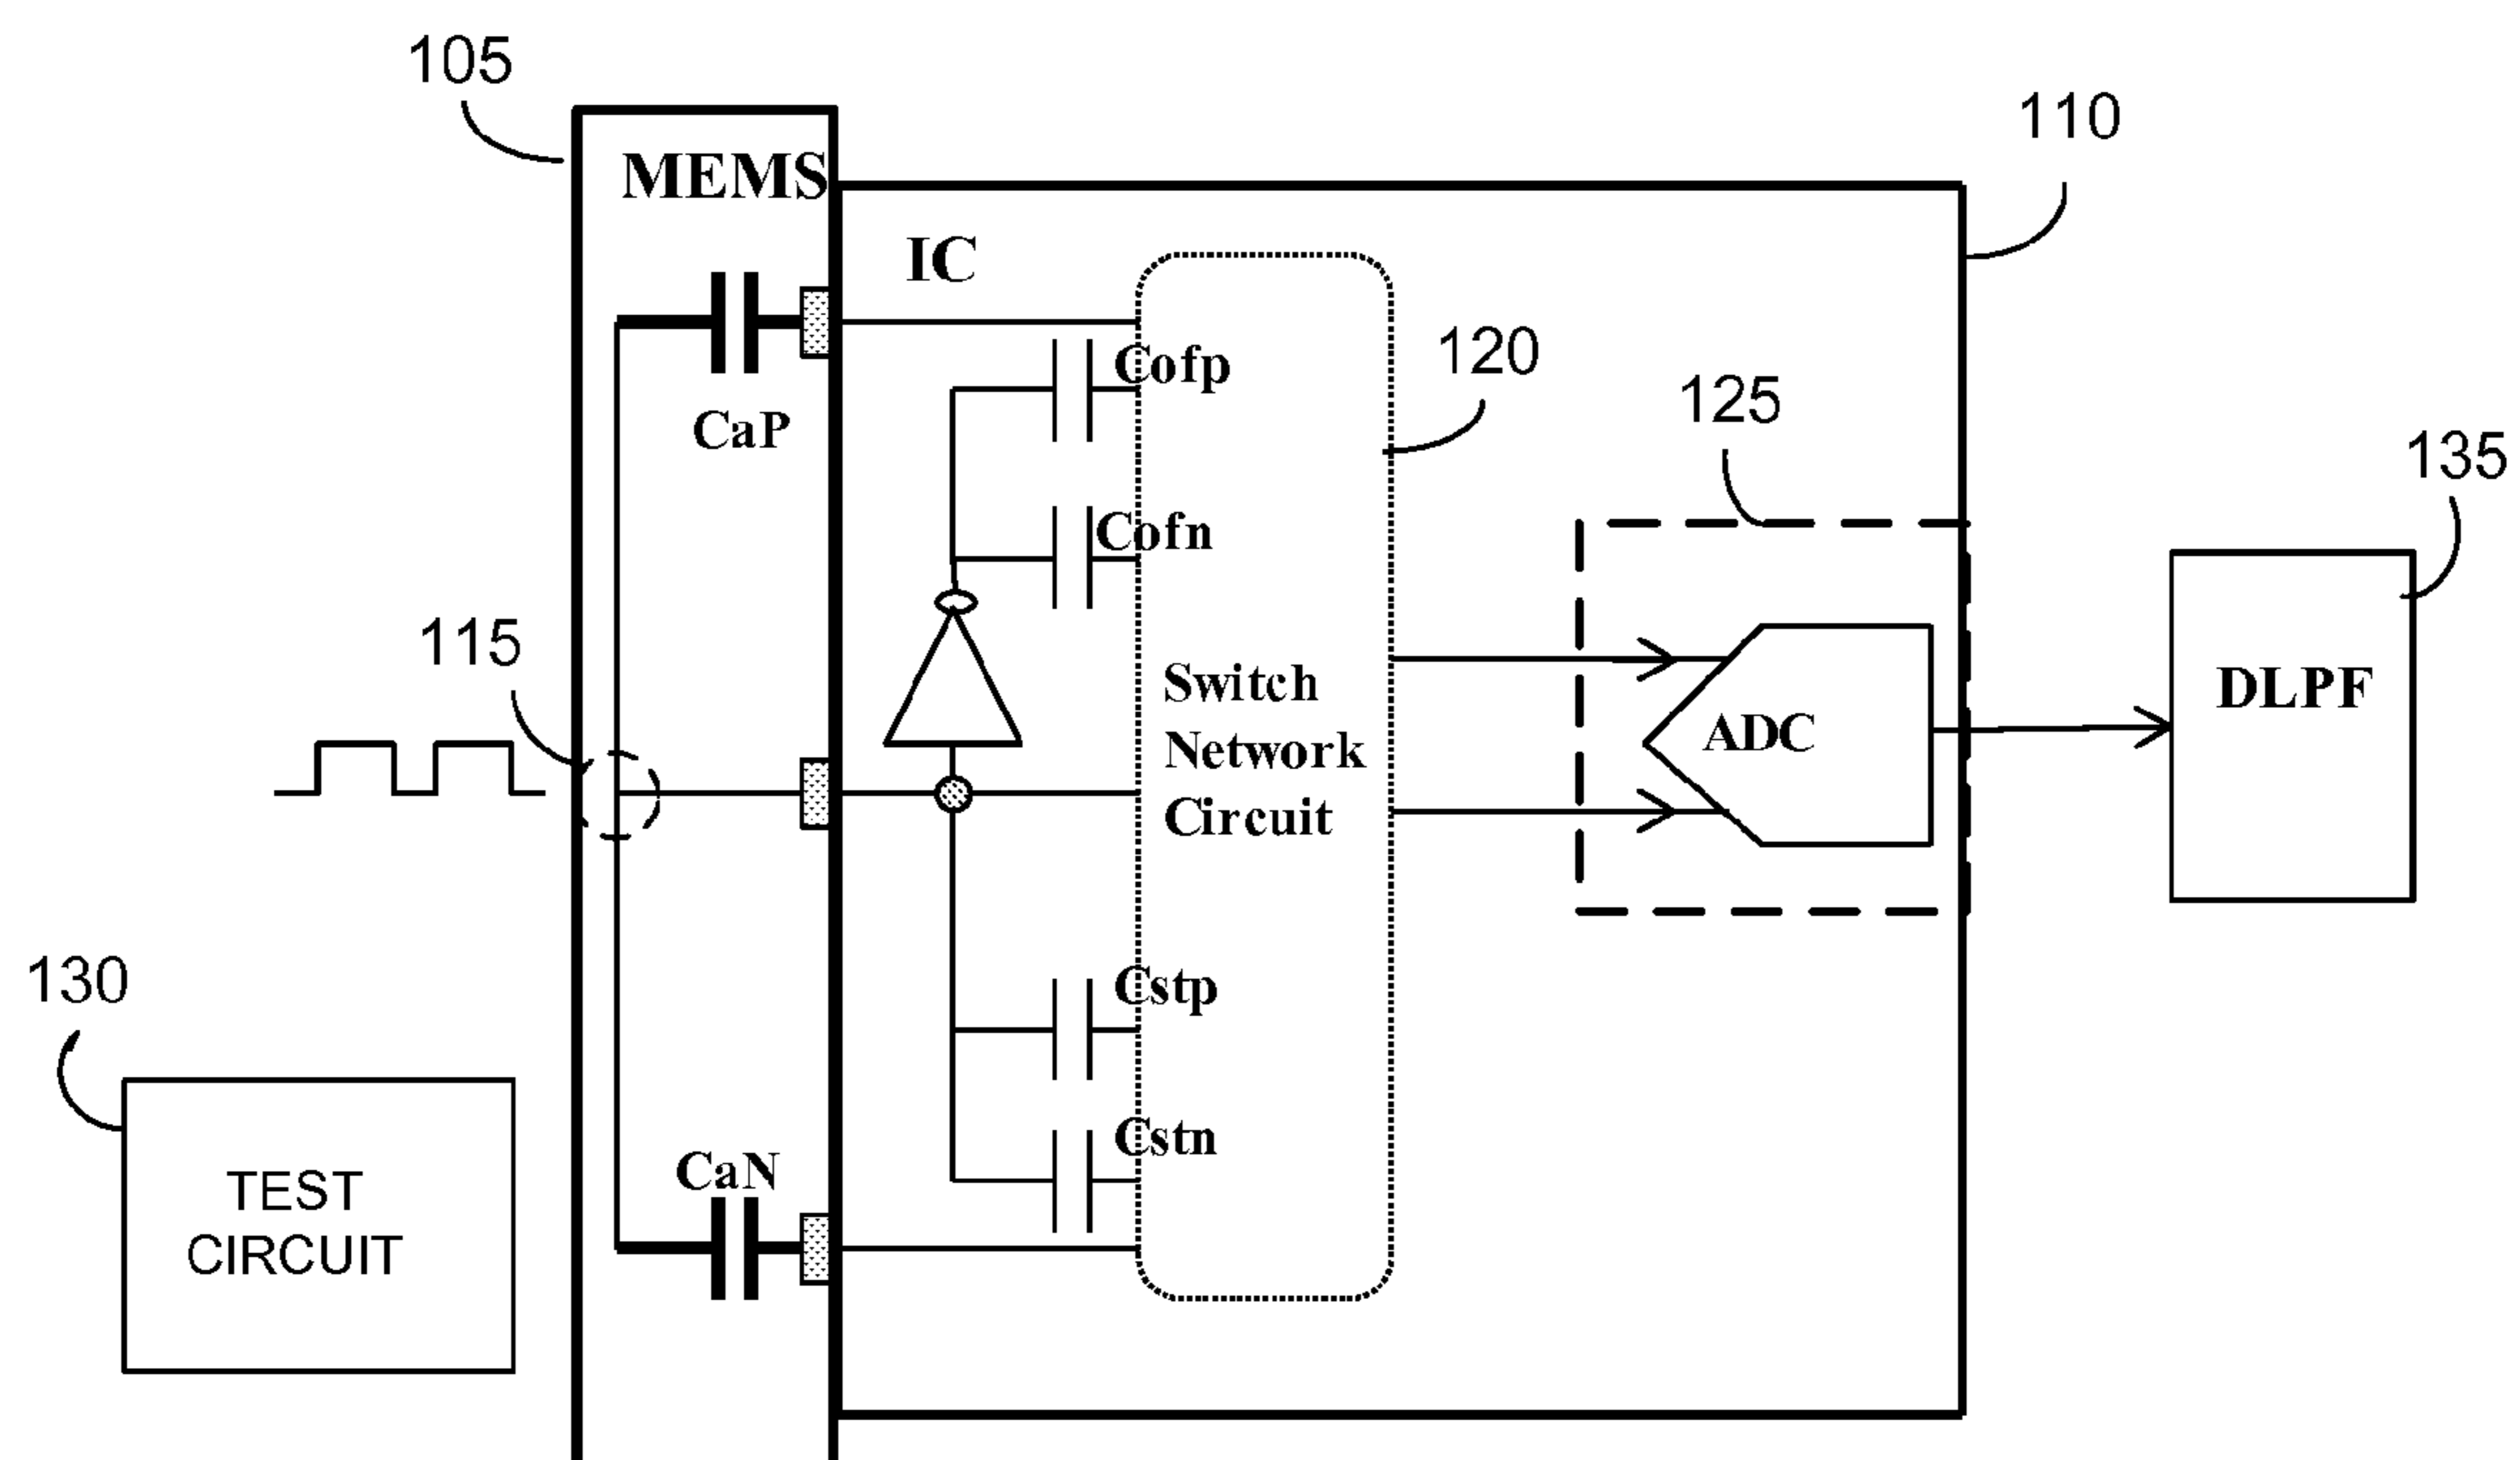 105
MEMS
110
IC
Cofp
120
CaP
125
135
Cofn
115
Switch
Network
Circuit
ADC
DLPF
130
Cstp
Cstn
CaN
TEST
CIRCUIT